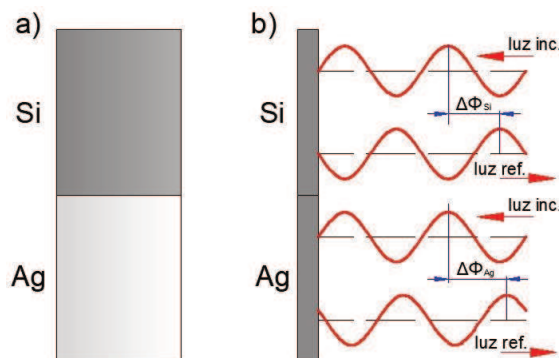 a)
Si
Ag
b)
Si
Ag
luz inc.
ΔΦSi
luz ref.
luz inc.
ΔΦAg
luz ref.